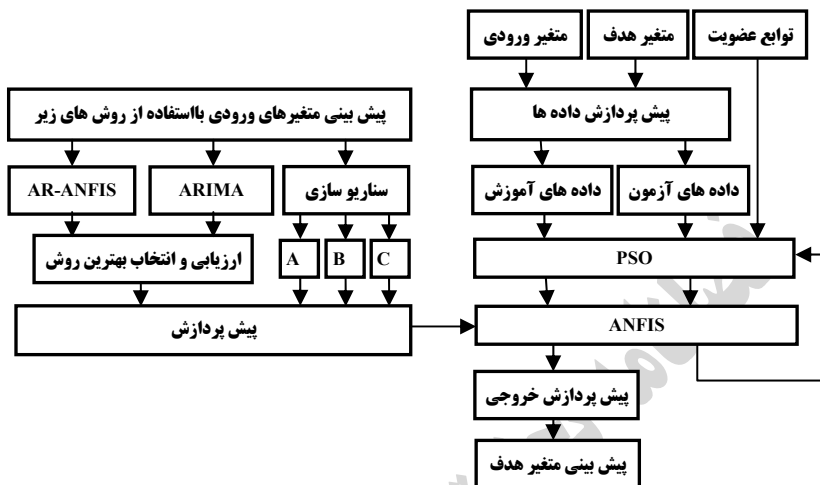 توابع عضویت
متغیر هدف
متغیر ورودی
پیش پردازش داده ها
داده های آزمون
داده های آموزش
PSO
ANFIS
پیش پردازش خروجی
پیش بینی متغیر هدف
پیش بینی متغیرهای ورودی بااستفاده از روش های زیر
سناریو سازی
ARIMA
AR-ANFIS
A
B
C
ارزیابی و انتخاب بهترین روش
پیش پردازش